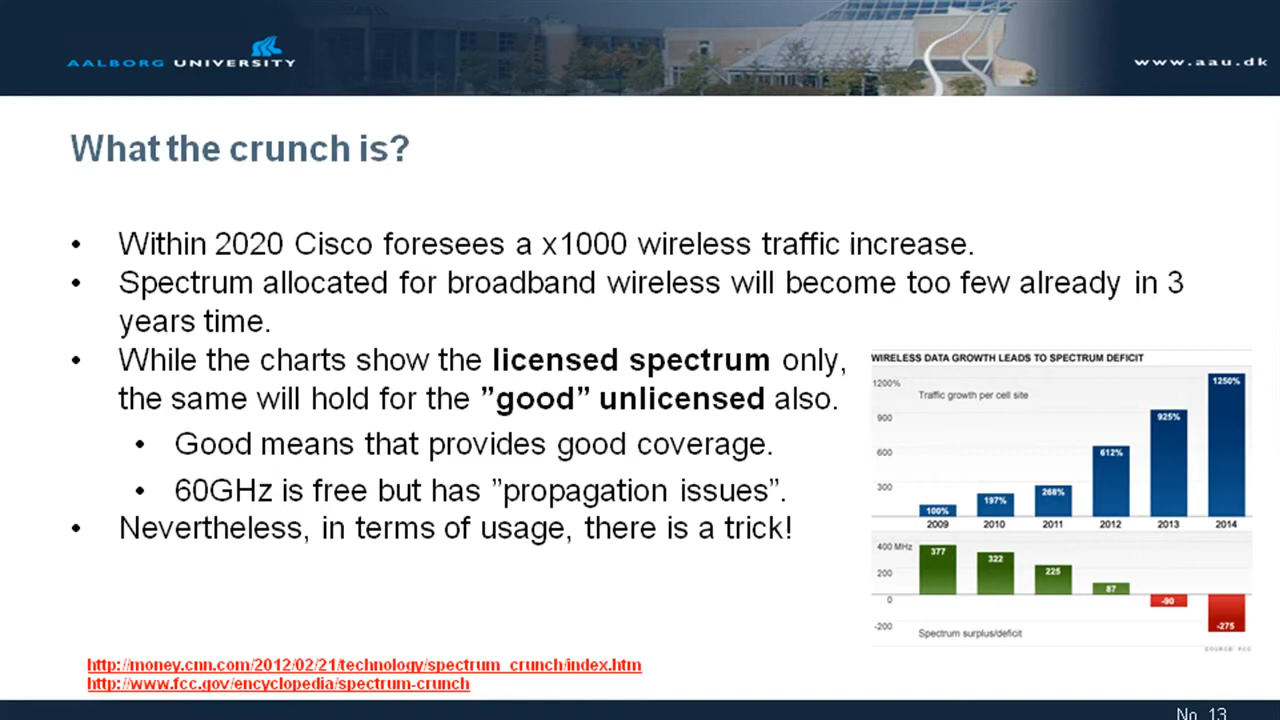 AALBORG UNIVERSITY
www.aau.dk
What the crunch is?
• Within 2020 Cisco foresees a x1000 wireless traffic increase.
• Spectrum allocated for broadband wireless will become too few already in 3
years time.
• While the charts show the licensed spectrum only,
the same will hold for the ”good” unlicensed also.
• Good means that provides good coverage.
• 60GHz is free but has ”propagation issues”.
• Nevertheless, in terms of usage, there is a trick!
WIRELESS DATA GROWTH LEADS TO SPECTRUM DEFICIT
1200%
900
600
300
Traffic growth per cell site
100%
197%
268%
612%
925%
1250%
2009 2010 2011 2012 2013 2014
400 MHz
200
0
-200
377
322
225
87
-90
-275
Spectrum surplus/deficit
SOURCE: FCC
http://money.cnn.com/2012/02/21/technology/spectrum_crunch/index.htm
http://www.fcc.gov/encyclopedia/spectrum-crunch
No. 13